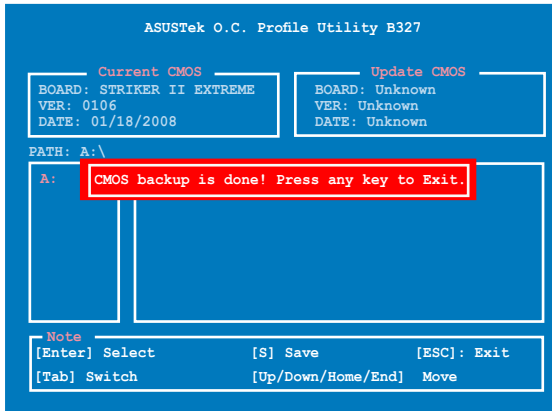 ASUSTek O.C. Profile Utility B327
Current CMOS
BOARD: STRIKER II EXTREME
VER: 0106
DATE: 01/18/2008
Update CMOS
BOARD: Unknown
VER: Unknown
DATE: Unknown
PATH: A:\
A:
CMOS backup is done! Press any key to Exit.
Note
[Enter] Select [S] Save [ESC]: Exit
[Tab] Switch [Up/Down/Home/End] Move